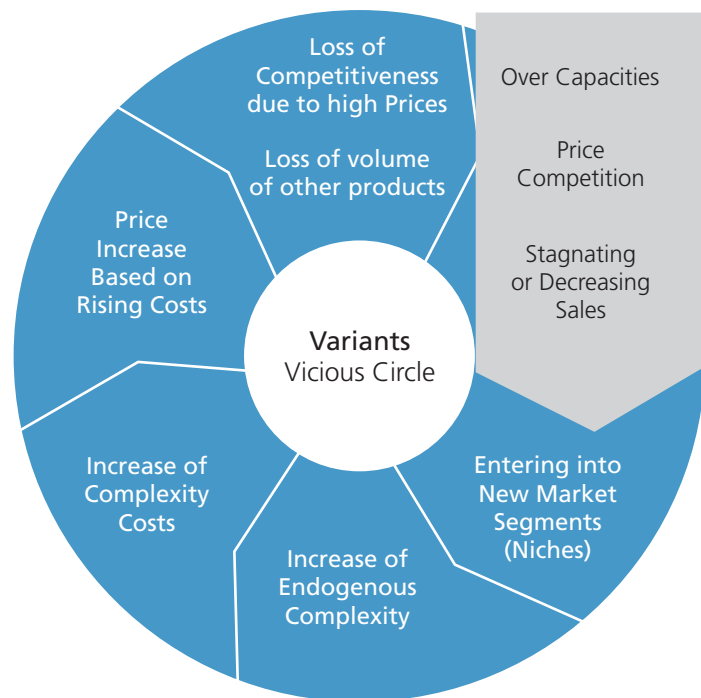 Loss of
Competitiveness
due to high Prices
Loss of volume
of other products
Over Capacities
Price
Competition
Stagnating
or Decreasing
Sales
Entering into
New Market
Segments
(Niches)
Increase of
Endogenous
Complexity
Increase of
Complexity
Costs
Price
Increase
Based on
Rising Costs
Variants
Vicious Circle